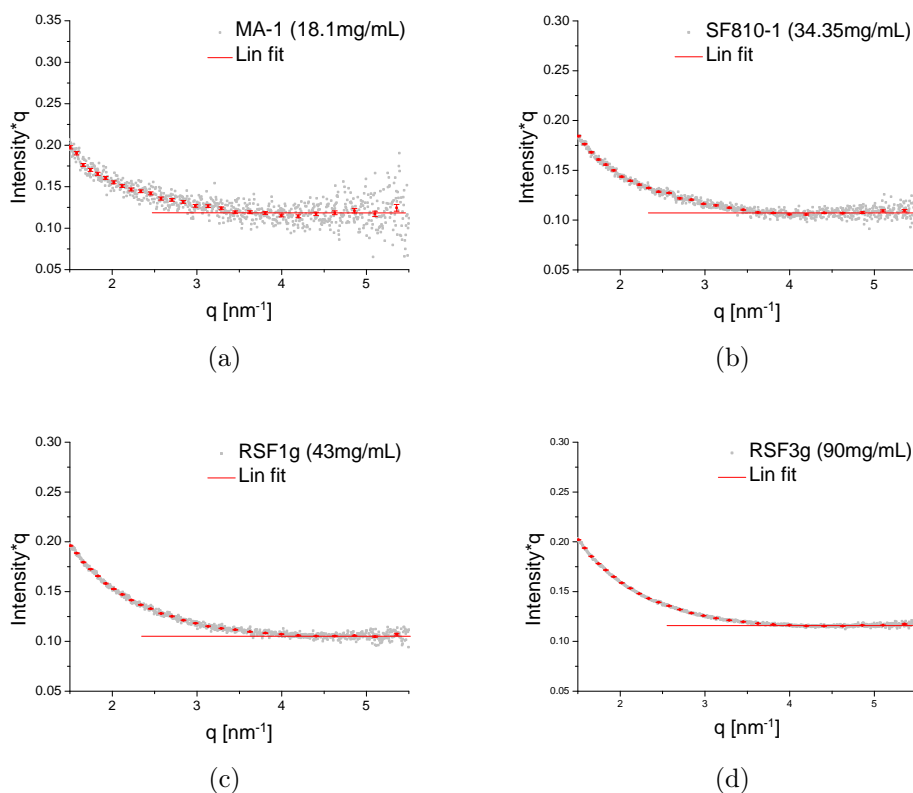 MA-1 (18.1mg/mL)
Lin fit
0.35
0.30
0.25
0.20
0.15
0.10
0.05
Intensity*q
2 3 4 5
q [nm⁻¹]
(a)
SF810-1 (34.35mg/mL)
Lin fit
0.30
0.25
0.20
0.15
0.10
0.05
Intensity*q
2 3 4 5
q [nm⁻¹]
(b)
RSF1g (43mg/mL)
Lin fit
0.30
0.25
0.20
0.15
0.10
0.05
Intensity*q
2 3 4 5
q [nm⁻¹]
(c)
RSF3g (90mg/mL)
Lin fit
0.30
0.25
0.20
0.15
0.10
0.05
Intensity*q
2 3 4 5
q [nm⁻¹]
(d)